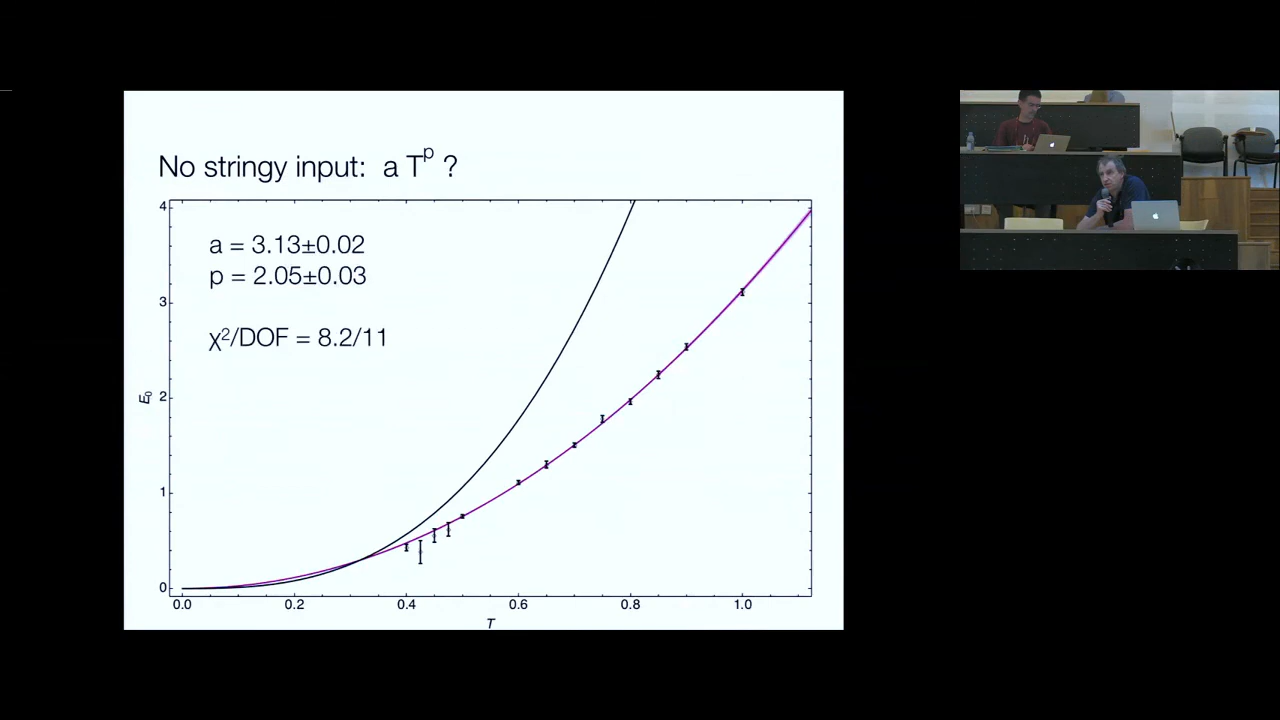 No stringy input: a Tᵖ ?
a = 3.13±0.02
p = 2.05±0.03
χ²/DOF = 8.2/11
4
3
E₀
2
1
0
0.0 0.2 0.4 0.6 0.8 1.0
T